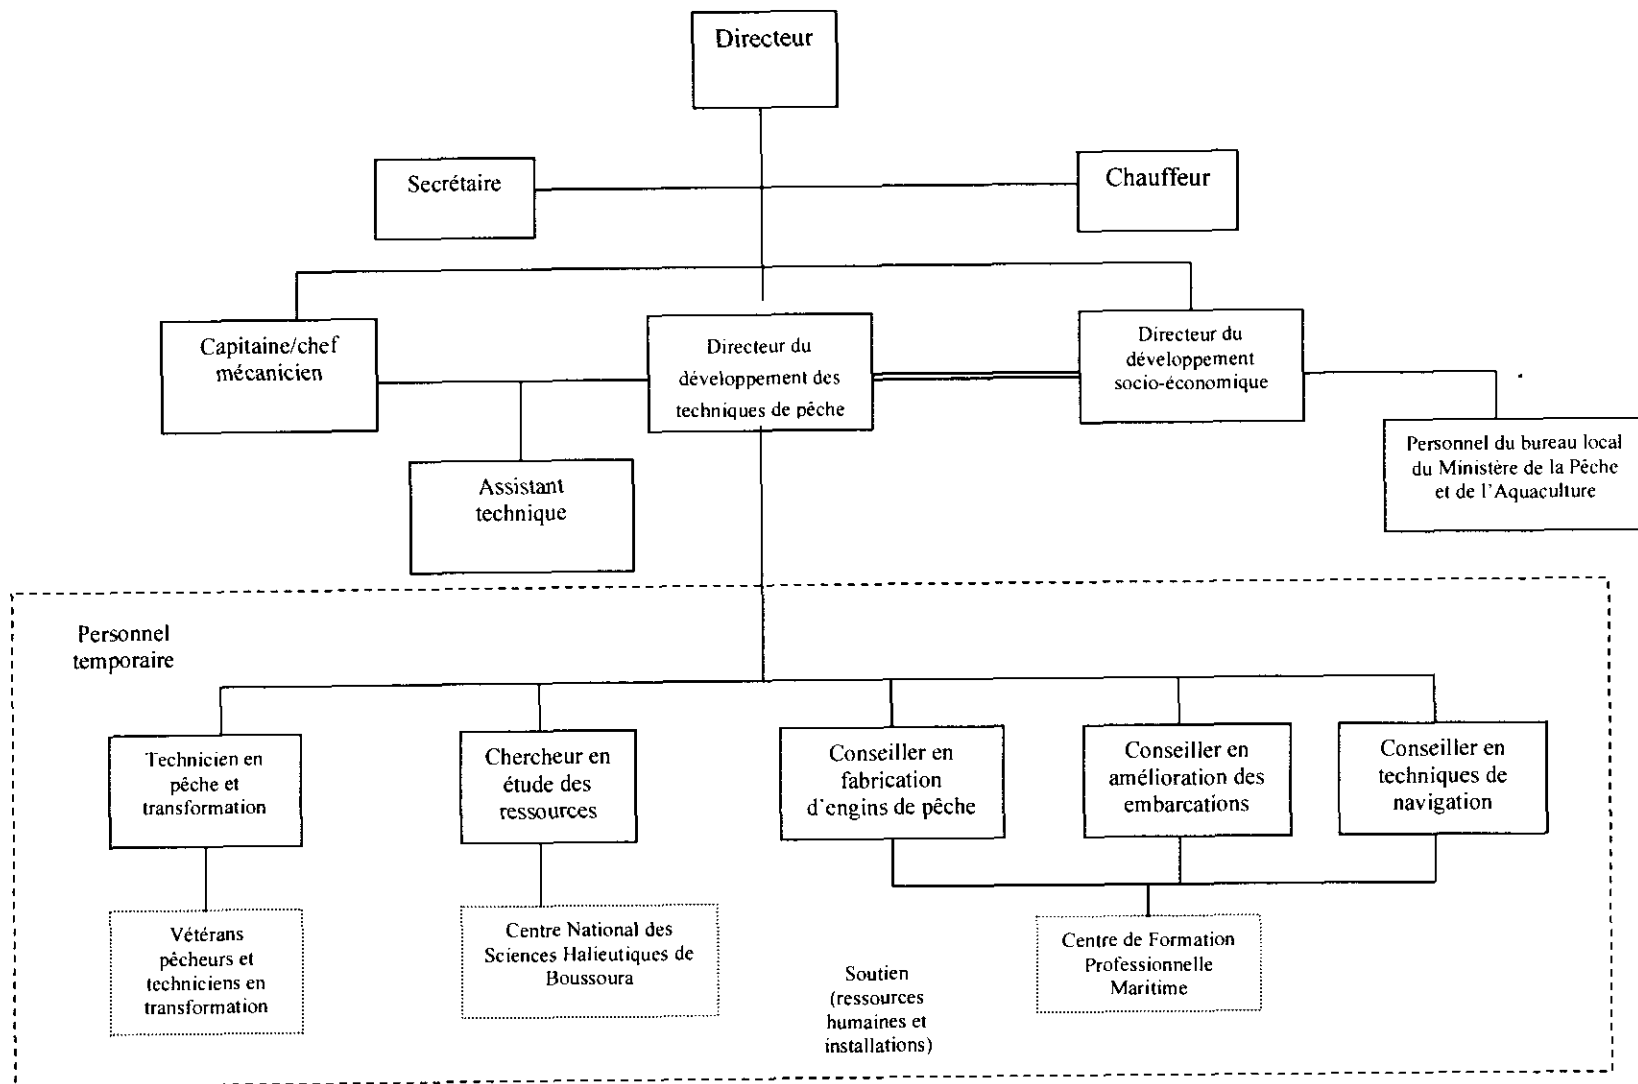 Directeur
Secrétaire
Chauffeur
Capitaine/chef
mécanicien
Directeur du
développement des
techniques de pêche
Directeur du
développement
socio-économique
Assistant
technique
Personnel du bureau local
du Ministère de la Pêche
et de l'Aquaculture
Personnel
temporaire
Technicien en
pêche et
transformation
Chercheur en
étude des
ressources
Conseiller en
fabrication
d'engins de pêche
Conseiller en
amélioration des
embarcations
Conseiller en
techniques de
navigation
Vétérans
pêcheurs et
techniciens en
transformation
Centre National des
Sciences Halieutiques de
Boussoura
Soutien
(ressources
humaines et
installations)
Centre de Formation
Professionnelle
Maritime